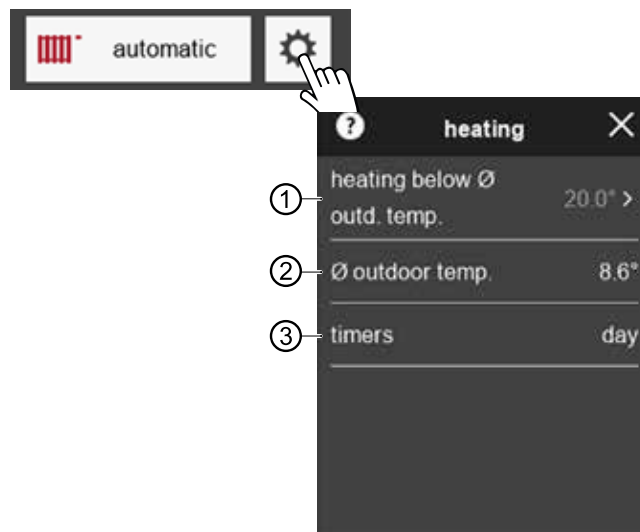 automatic
? heating
heating below Ø
outd. temp.
20.0° >
Ø outdoor temp. 8.6°
timers day
1
2
3